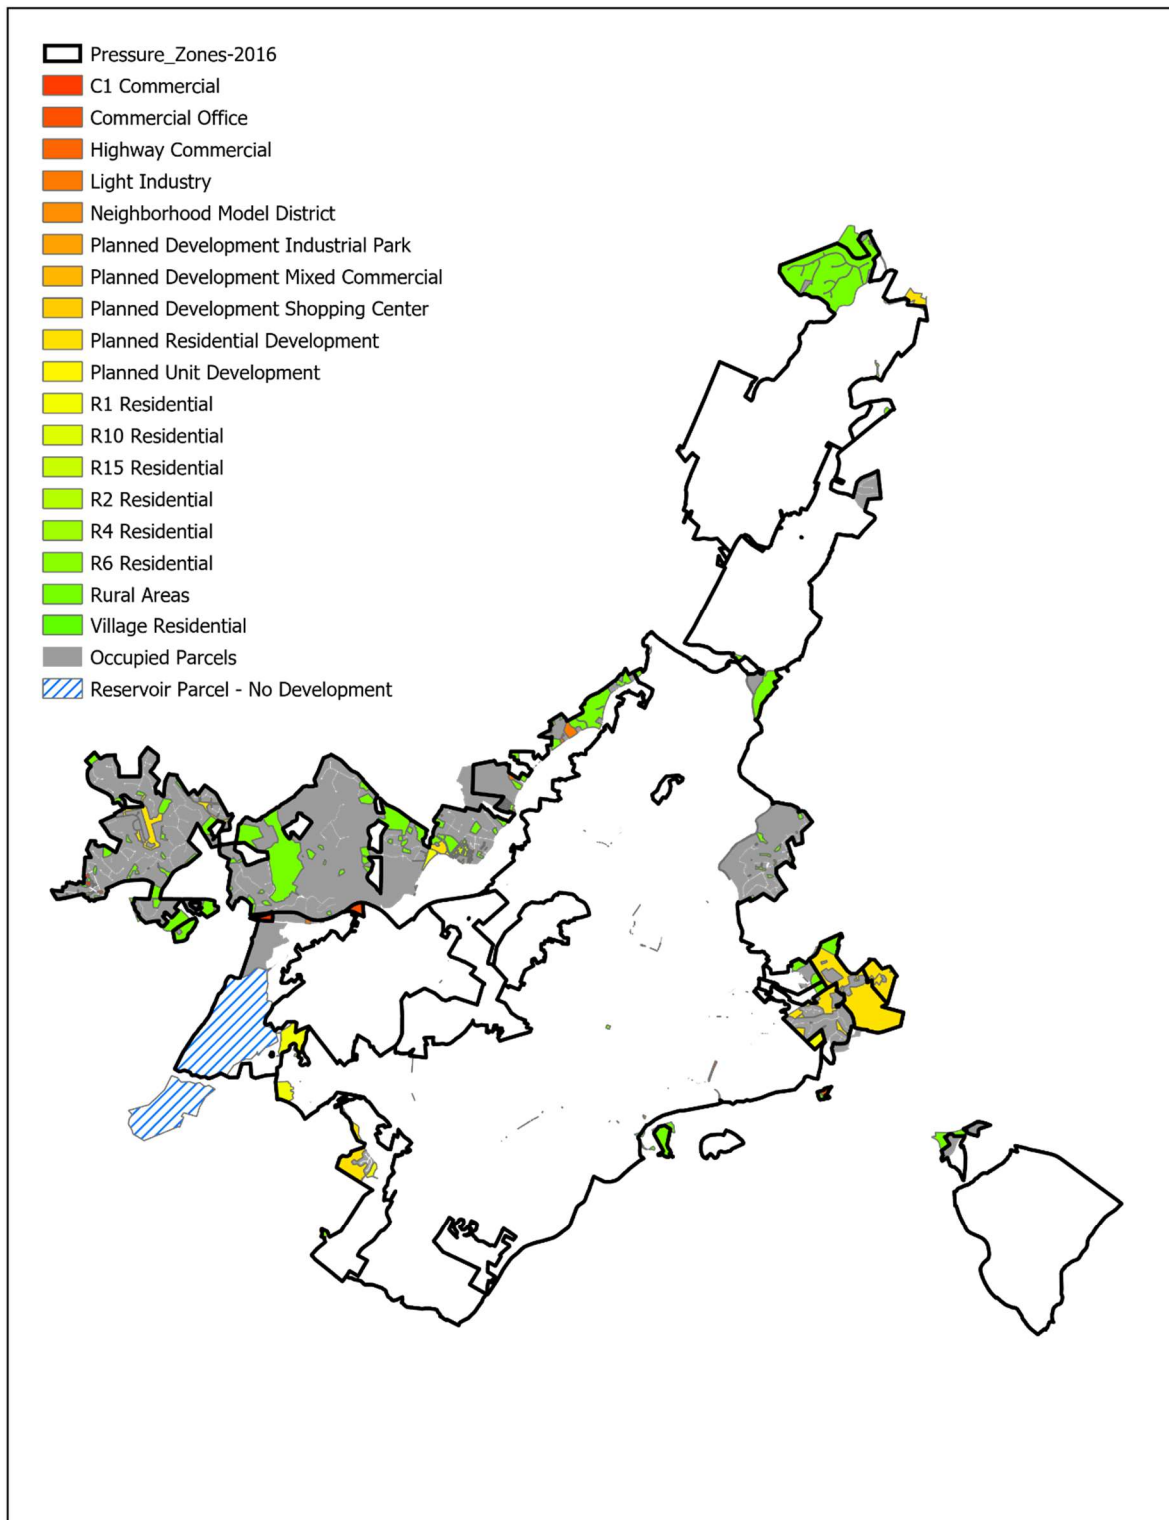 Pressure_Zones-2016
C1 Commercial
Commercial Office
Highway Commercial
Light Industry
Neighborhood Model District
Planned Development Industrial Park
Planned Development Mixed Commercial
Planned Development Shopping Center
Planned Residential Development
Planned Unit Development
R1 Residential
R10 Residential
R15 Residential
R2 Residential
R4 Residential
R6 Residential
Rural Areas
Village Residential
Occupied Parcels
Reservoir Parcel - No Development